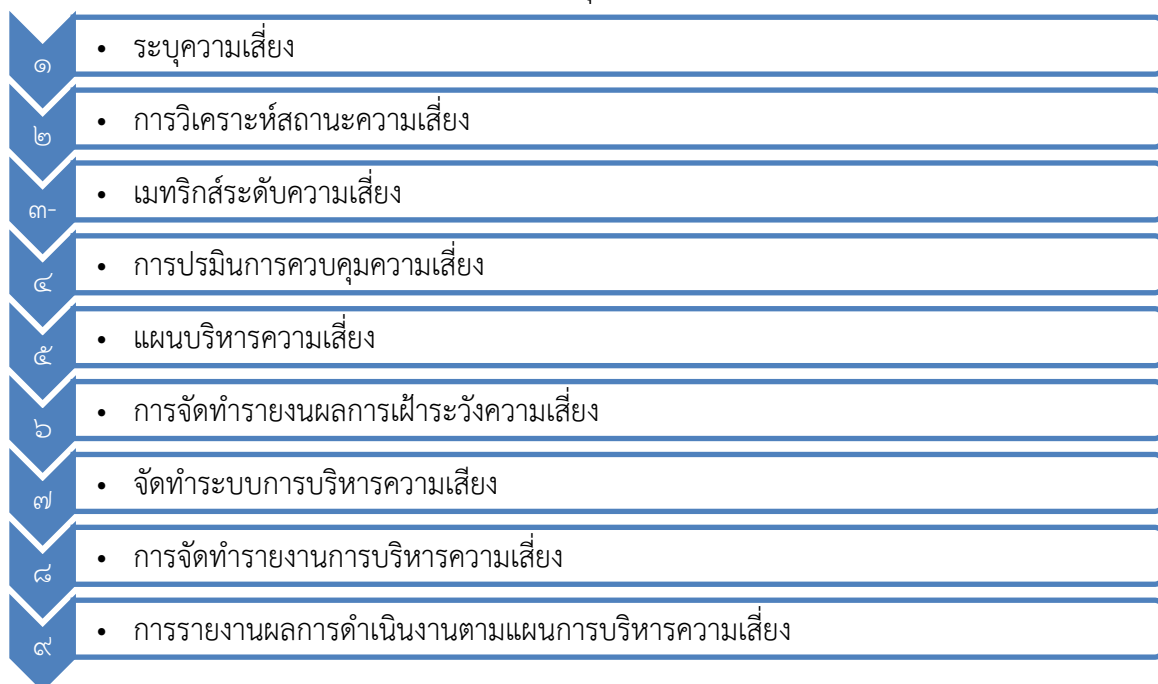 ๑ • ระบุความเสี่ยง
๒ • การวิเคราะห์สถานะความเสี่ยง
๓- • เมทริกส์ระดับความเสี่ยง
๔ • การปรมินการควบคุมความเสี่ยง
๕ • แผนบริหารความเสี่ยง
๖ • การจัดทำรายงนผลการเฝ้าระวังความเสี่ยง
๗ • จัดทำระบบการบริหารความเสียง
๘ • การจัดทำรายงานการบริหารความเสี่ยง
๙ • การรายงานผลการดำเนินงานตามแผนการบริหารความเสี่ยง